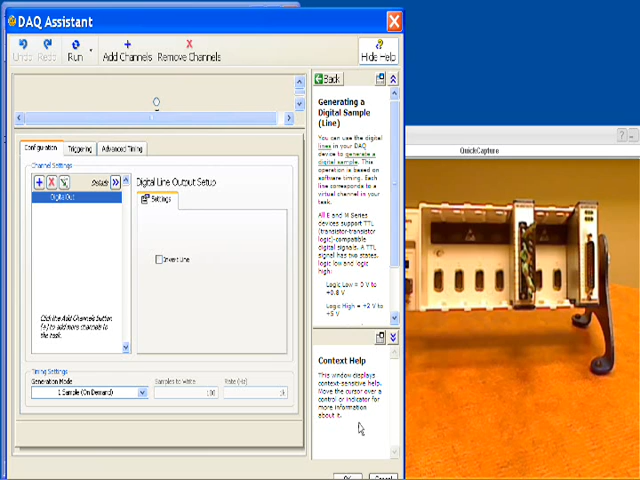 DAQ Assistant
Undo Redo Run Add Channels Remove Channels Hide Help
Back
Generating a
Digital Sample
(Line)
You can use the digital
lines in your DAQ
device to generate a
digital sample. This
operation is based on
software timing. Each
line corresponds to a
virtual channel in your
task.
All E and M Series
devices support TTL
(transistor-transistor
logic)-compatible
digital signals. A TTL
signal has two states,
logic low and logic
high:
Logic Low = 0 V to
+0.8 V
Logic High = +2 V to
+5 V
Configuration Triggering Advanced Timing
Channel Settings
Details
DigitalOut
Click the Add Channels button
(+) to add more channels to
the task.
Digital Line Output Setup
Settings
Invert Line
Timing Settings
Generation Mode
1 Sample (On Demand)
Samples to Write
100
Rate (Hz)
1k
Context Help
This window displays
context-sensitive help.
Move the cursor over a
control or indicator for
more information
about it.
OK Cancel
QuickCapture